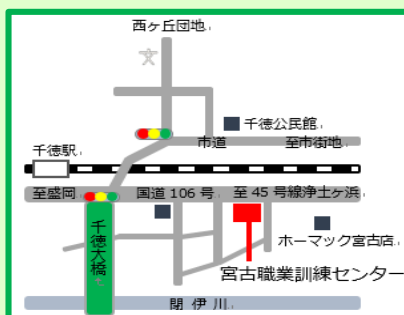 西ヶ丘団地
文
千徳公民館
千徳駅
市道
至市街地
至盛岡
国道106号
至45号線浄土ヶ浜
千徳大橋
ホーマック宮古店
宮古職業訓練センター
閉伊川